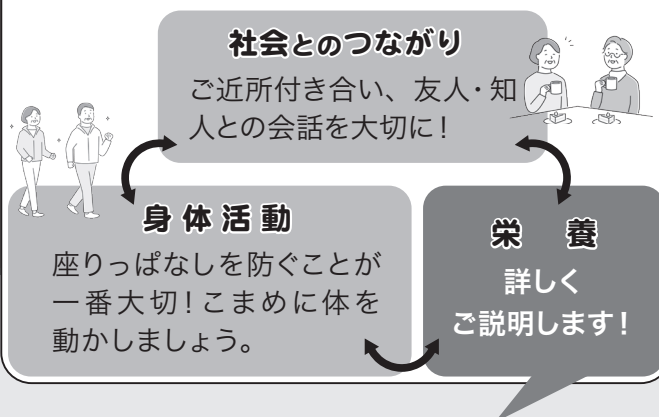 社会とのつながり
ご近所付き合い、友人・知
人との会話を大切に！
身体活動
座りっぱなしを防ぐことが
一番大切！こまめに体を
動かしましょう。
栄　養
詳しく
ご説明します！